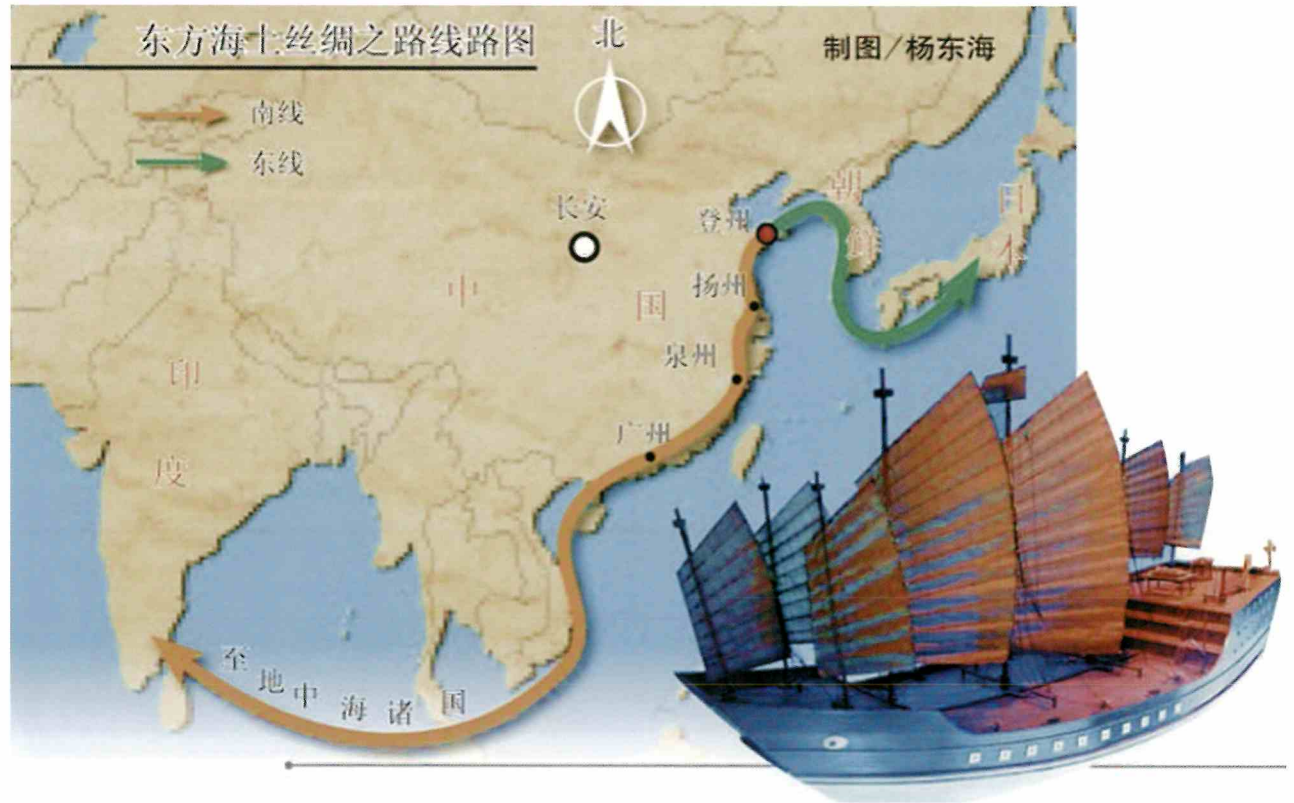 东方海上丝绸之路线路图
北
制图/杨东海
南线
东线
长安
登州
朝鲜
日本
扬州
中国
泉州
印度
广州
至地中海诸国